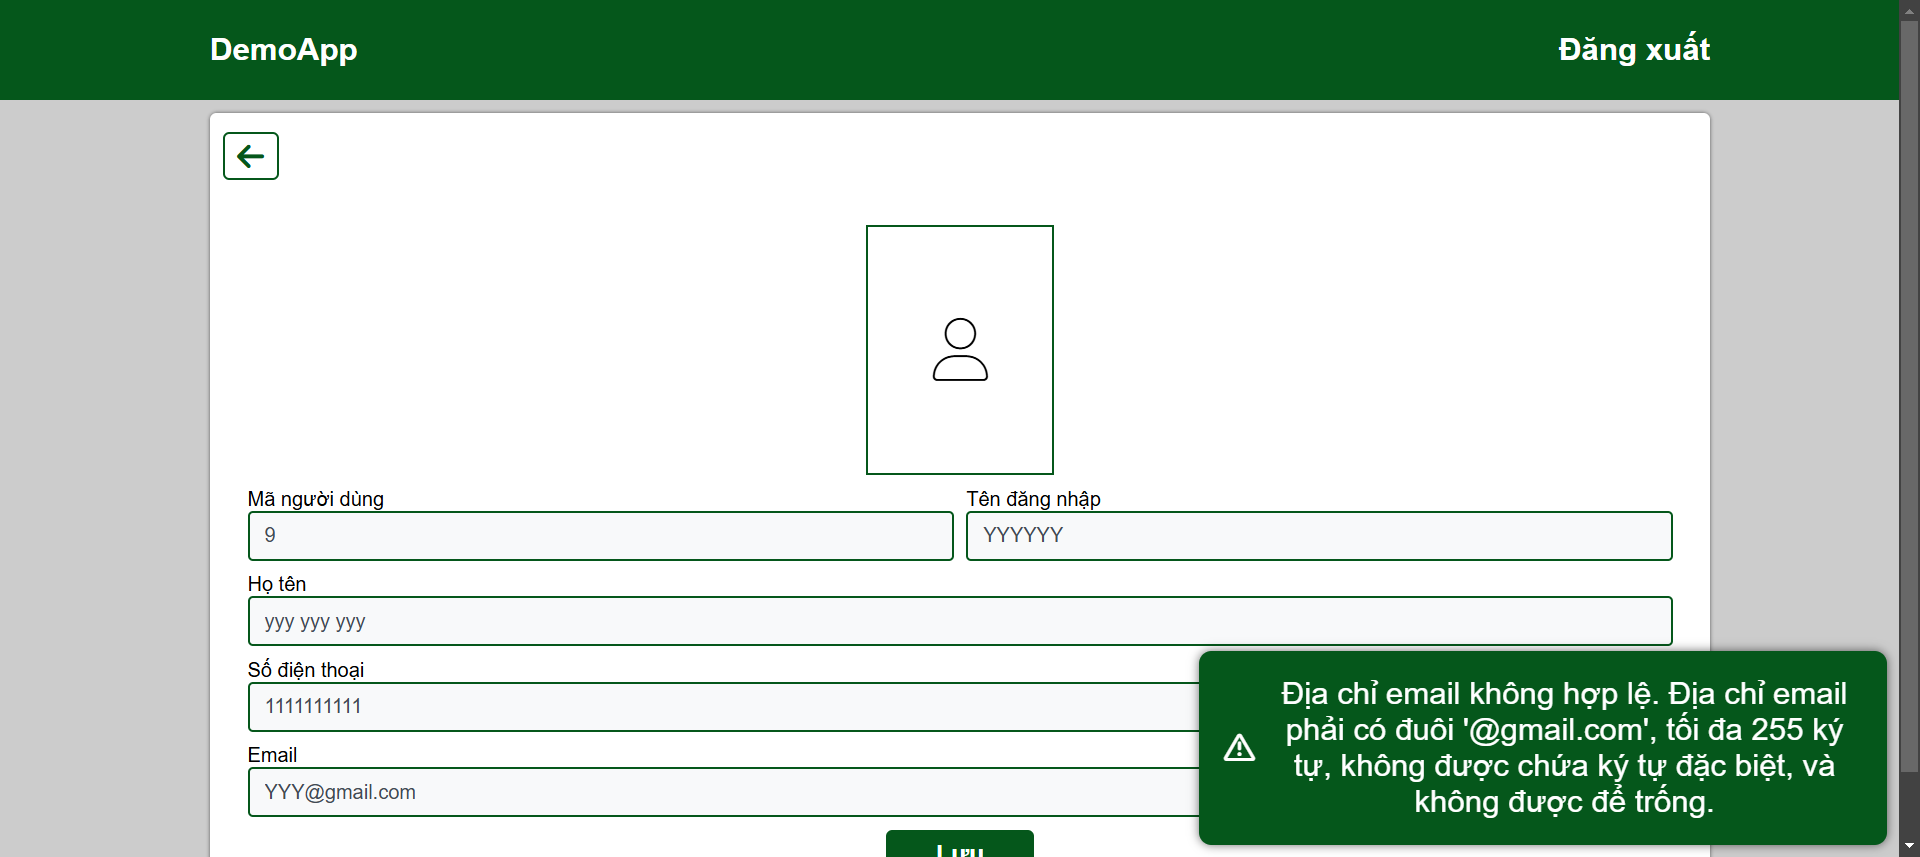 DemoApp
Đăng xuất
Mã người dùng
Tên đăng nhập
9
YYYYYY
Họ tên
yyy yyy yyy
Số điện thoại
1111111111
Email
YYY@gmail.com
Địa chỉ email không hợp lệ. Địa chỉ email
phải có đuôi '@gmail.com', tối đa 255 ký
tự, không được chứa ký tự đặc biệt, và
không được để trống.
Lưu